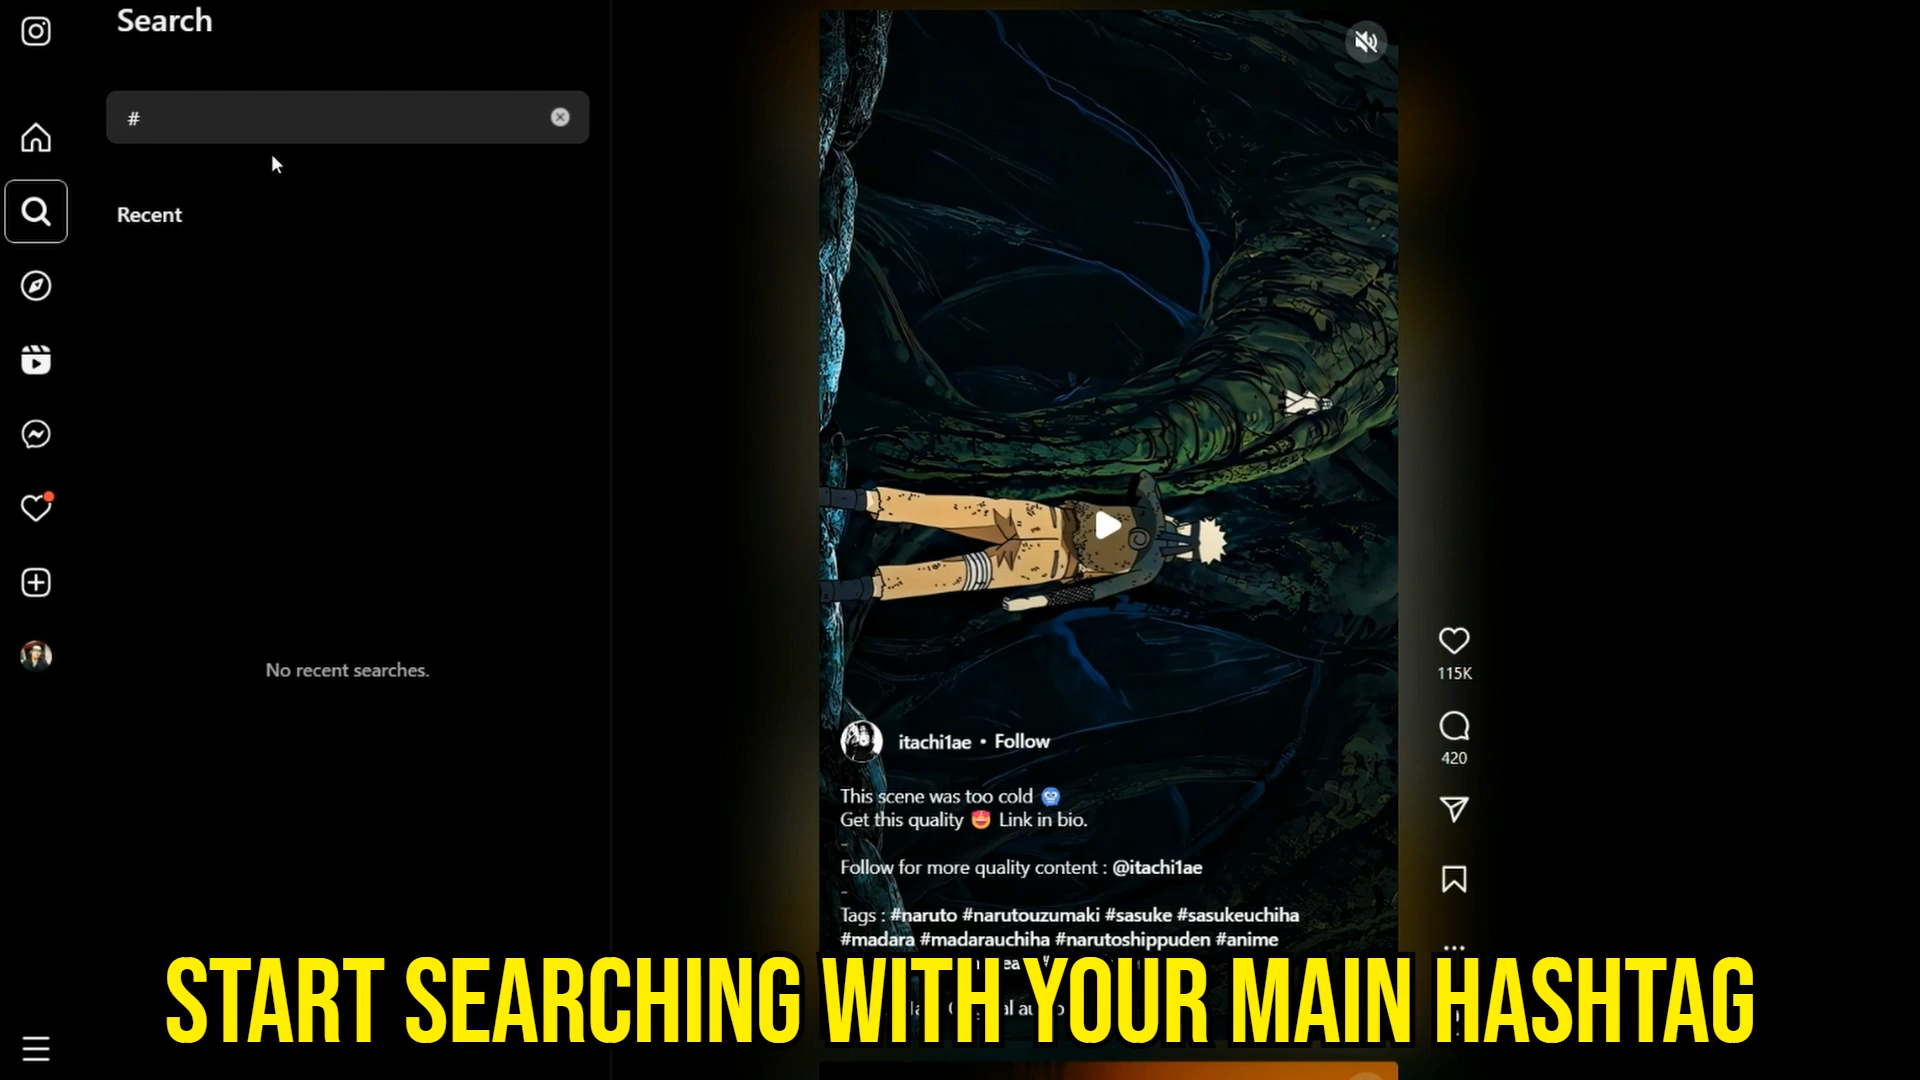 Search
#
Recent
No recent searches.
itachi1ae • Follow
This scene was too cold 🥶
Get this quality 😍 Link in bio.
-
Follow for more quality content : @itachi1ae
-
Tags : #naruto #narutouzumaki #sasuke #sasukeuchiha
#madara #madarauchiha #narutoshippuden #anime
115K
420
START SEARCHING WITH YOUR MAIN HASHTAG